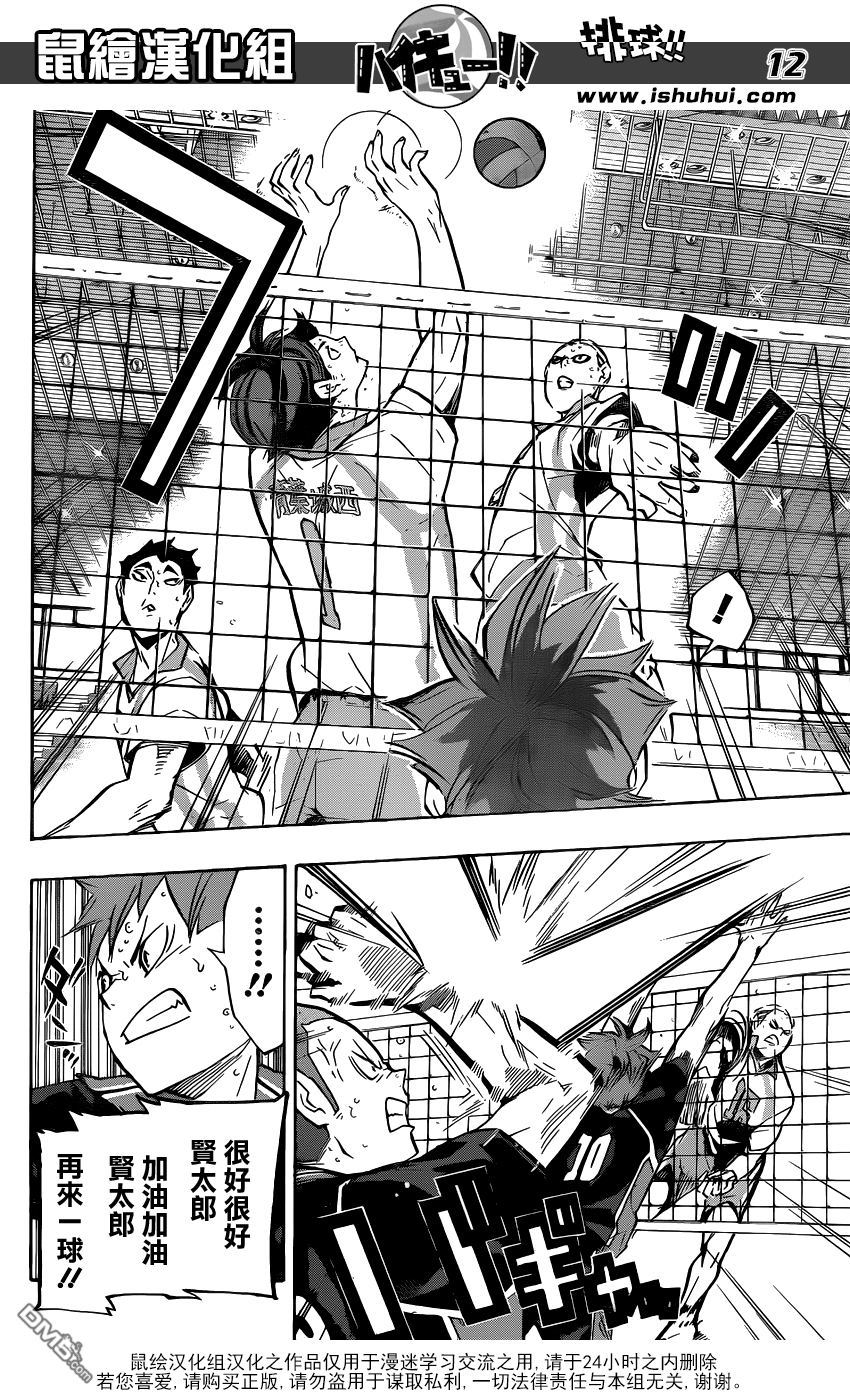 鼠繪漢化組
ハイキュー!!
排球!!
12
www.ishuhui.com
フ
青葉城西
!
……!!
ダッ
10
很好很好
賢太郎
加油加油
賢太郎
再來一球!!
DM5.com
鼠绘汉化组汉化之作品仅用于漫迷学习交流之用, 请于24小时之内删除
若您喜爱, 请购买正版, 请勿盗用于谋取私利, 一切法律责任与本组无关, 谢谢。